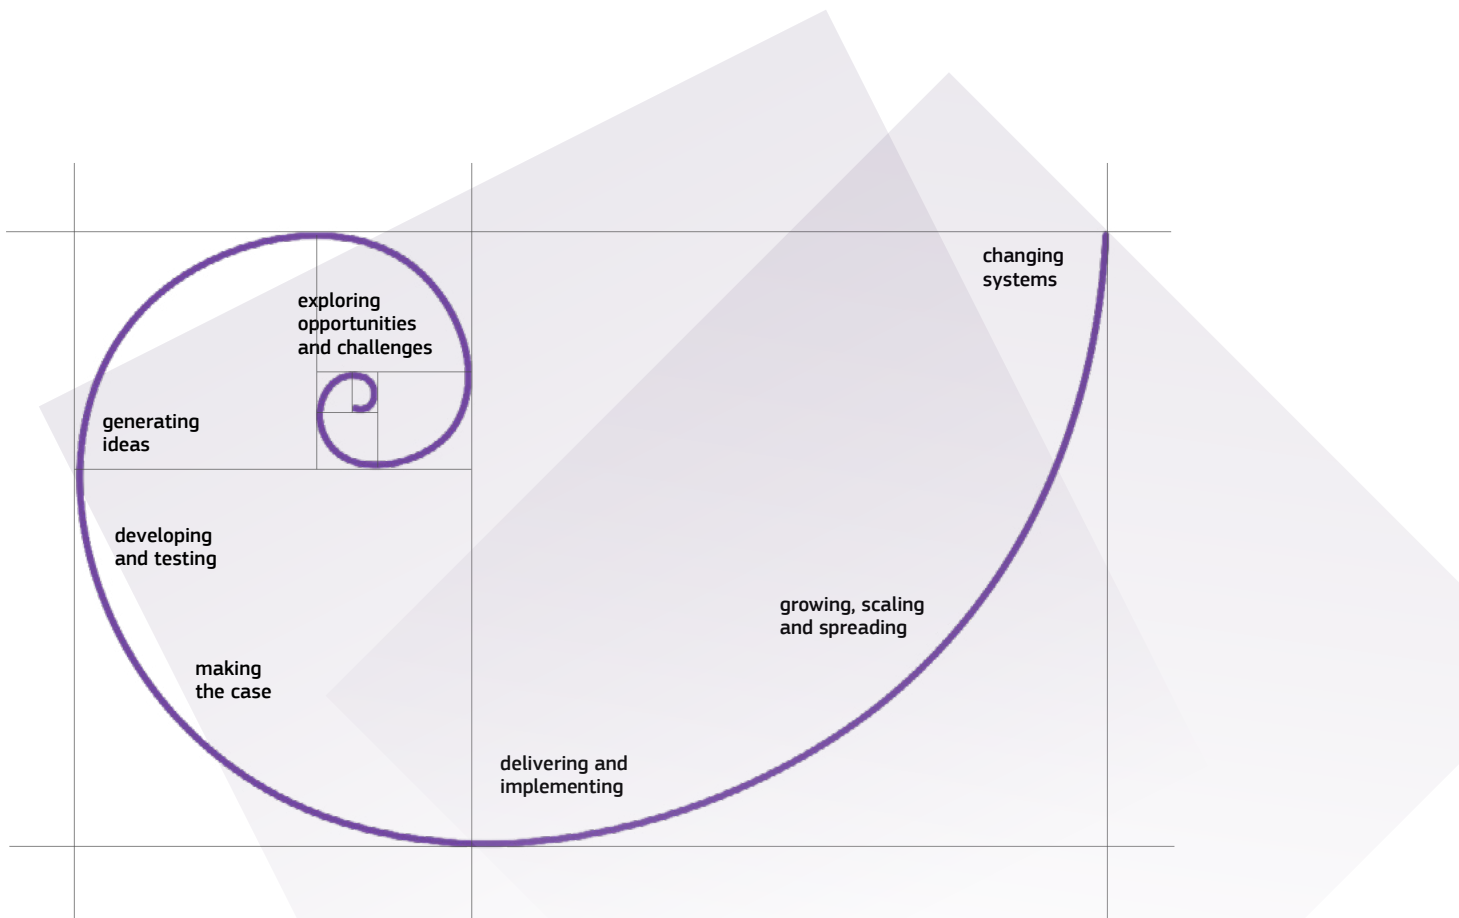 changing
systems
exploring
opportunities
and challenges
generating
ideas
developing
and testing
making
the case
growing, scaling
and spreading
delivering and
implementing